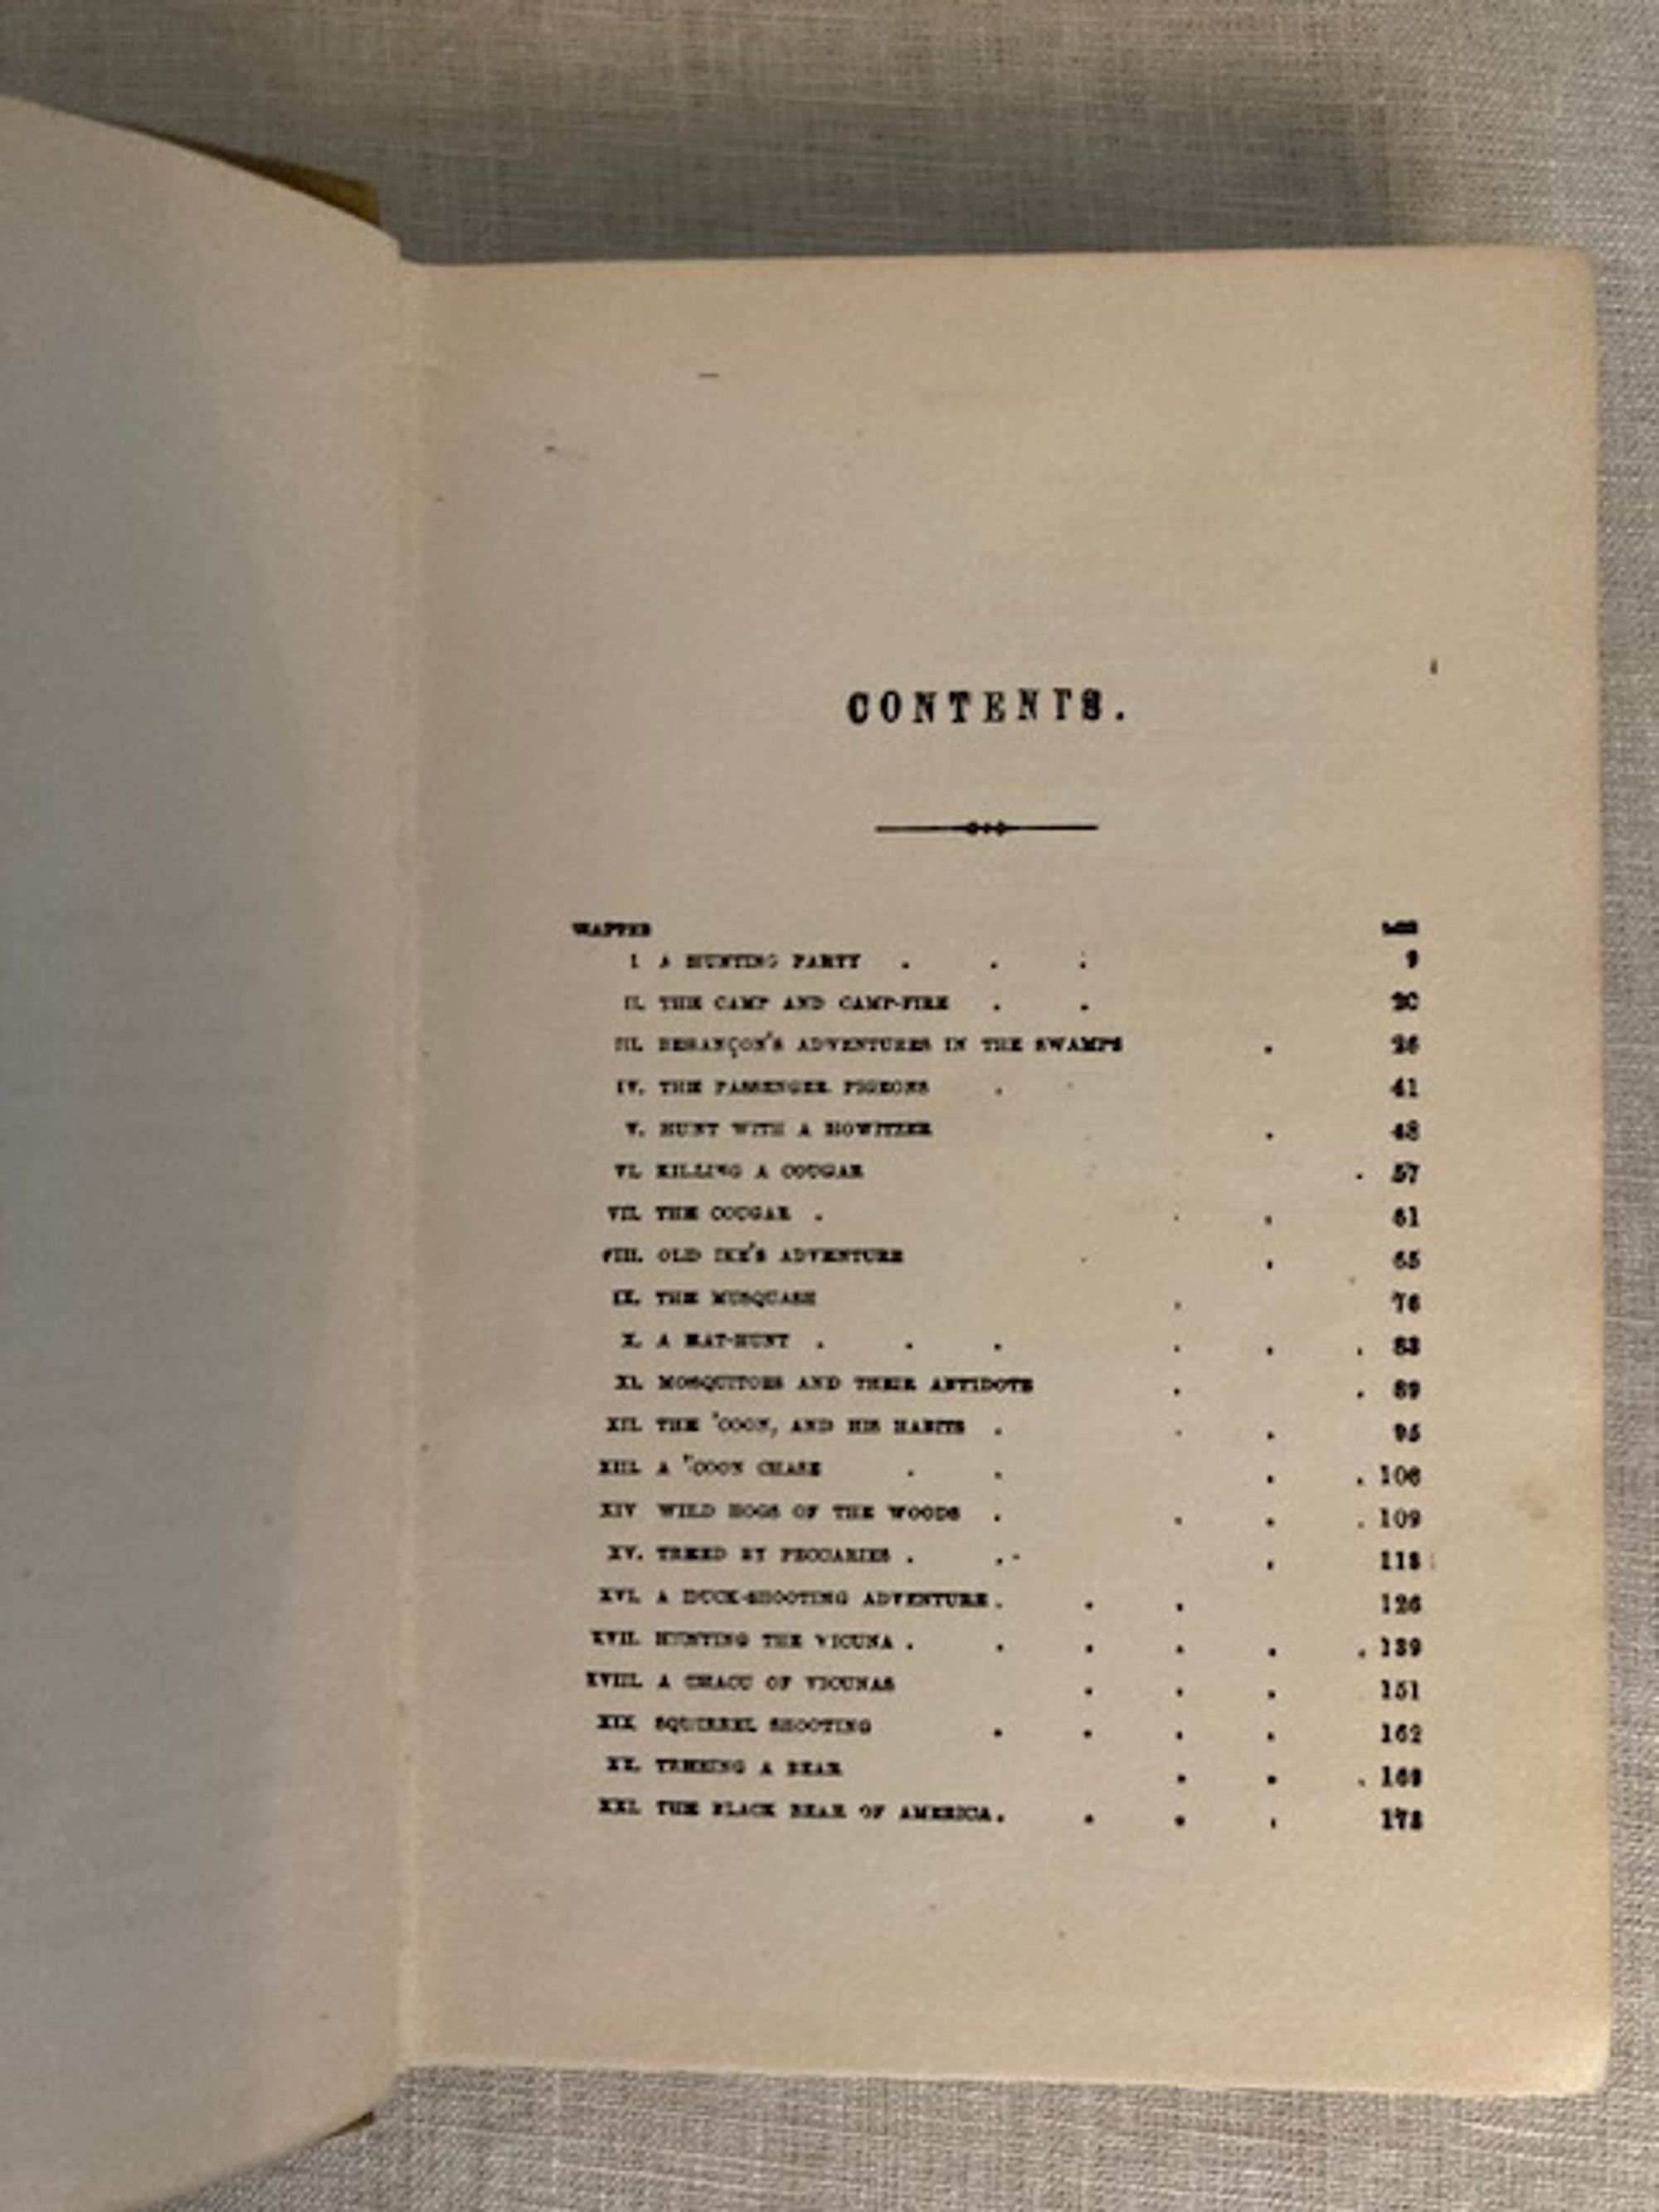 CONTENTS.
CHAPTER PAGE
I A HUNTING PARTY . . . 9
II. THE CAMP AND CAMP-FIRE . . 20
III. BESANÇON'S ADVENTURES IN THE SWAMPS . 26
IV. THE PASSENGER PIGEONS . 41
V. HUNT WITH A HOWITZER . 48
VI. KILLING A COUGAR . 57
VII. THE COUGAR . . . 61
VIII. OLD IKE'S ADVENTURE . . 65
IX. THE MUSQUASH . 76
X. A RAT-HUNT . . . . . . 83
XI. MOSQUITOES AND THEIR ANTIDOTE . . 89
XII. THE 'COON, AND HIS HABITS . . . 95
XIII. A 'COON CHASE . . . . 106
XIV WILD HOGS OF THE WOODS . . . . 109
XV. TREED BY PECCARIES . . . 118
XVI. A DUCK-SHOOTING ADVENTURE . . . 126
XVII. HUNTING THE VICUNA . . . . . . 139
XVIII. A CHACU OF VICUNAS . . . 151
XIX SQUIRREL SHOOTING . . . . 162
XX. TREEING A BEAR . . . 169
XXI. THE BLACK BEAR OF AMERICA . . . . 173